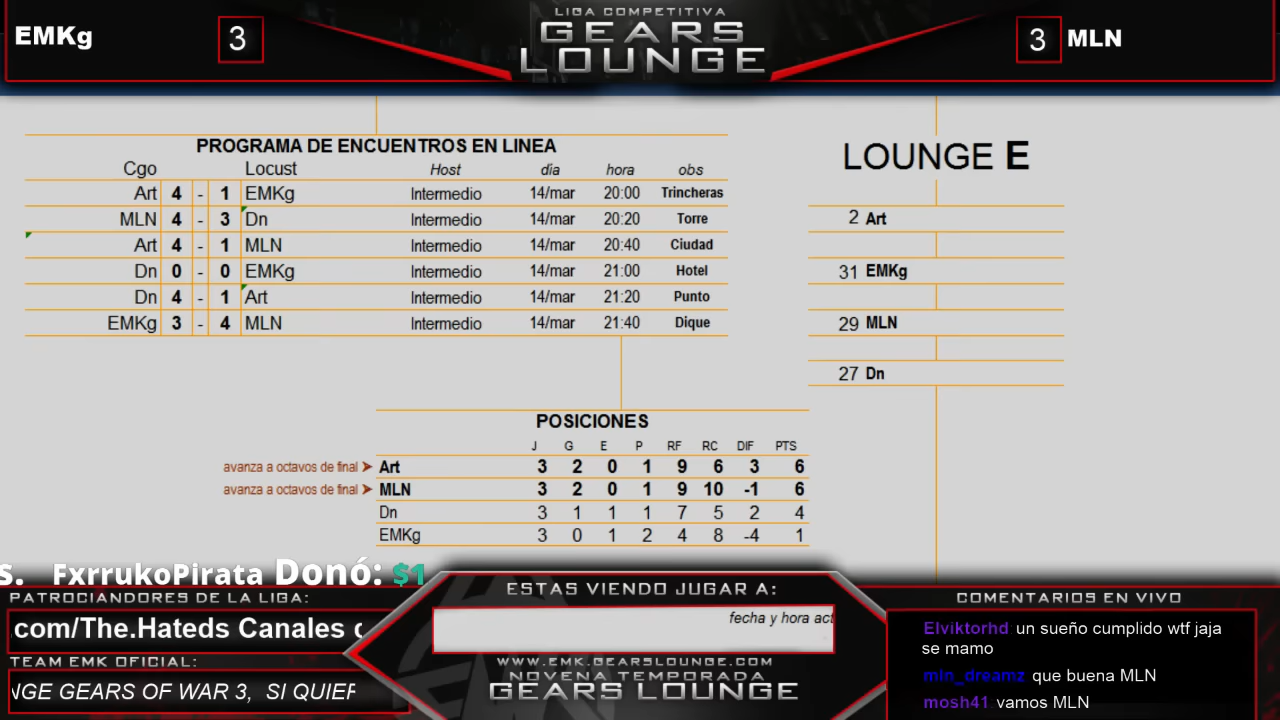 LIGA COMPETITIVA
EMKg 3 GEARS LOUNGE 3 MLN
PROGRAMA DE ENCUENTROS EN LINEA
Cgo Locust Host día hora obs
Art 4 - 1 EMKg Intermedio 14/mar 20:00 Trincheras
MLN 4 - 3 Dn Intermedio 14/mar 20:20 Torre
Art 4 - 1 MLN Intermedio 14/mar 20:40 Ciudad
Dn 0 - 0 EMKg Intermedio 14/mar 21:00 Hotel
Dn 4 - 1 Art Intermedio 14/mar 21:20 Punto
EMKg 3 - 4 MLN Intermedio 14/mar 21:40 Dique
LOUNGE E
2 Art
31 EMKg
29 MLN
27 Dn
POSICIONES
J G E P RF RC DIF PTS
avanza a octavos de final ➤ Art 3 2 0 1 9 6 3 6
avanza a octavos de final ➤ MLN 3 2 0 1 9 10 -1 6
Dn 3 1 1 1 7 5 2 4
EMKg 3 0 1 2 4 8 -4 1
s. FxrrukoPirata Donó: $1
PATROCIANDORES DE LA LIGA:
.com/The.Hateds Canales c
TEAM EMK OFICIAL:
NGE GEARS OF WAR 3, SI QUIER
ESTAS VIENDO JUGAR A:
fecha y hora act
WWW.EMK.GEARSLOUNGE.COM
NOVENA TEMPORADA
GEARS LOUNGE
COMENTARIOS EN VIVO
Elviktorhd un sueño cumplido wtf jaja
se mamo
mln_dreamz que buena MLN
mosh41 vamos MLN